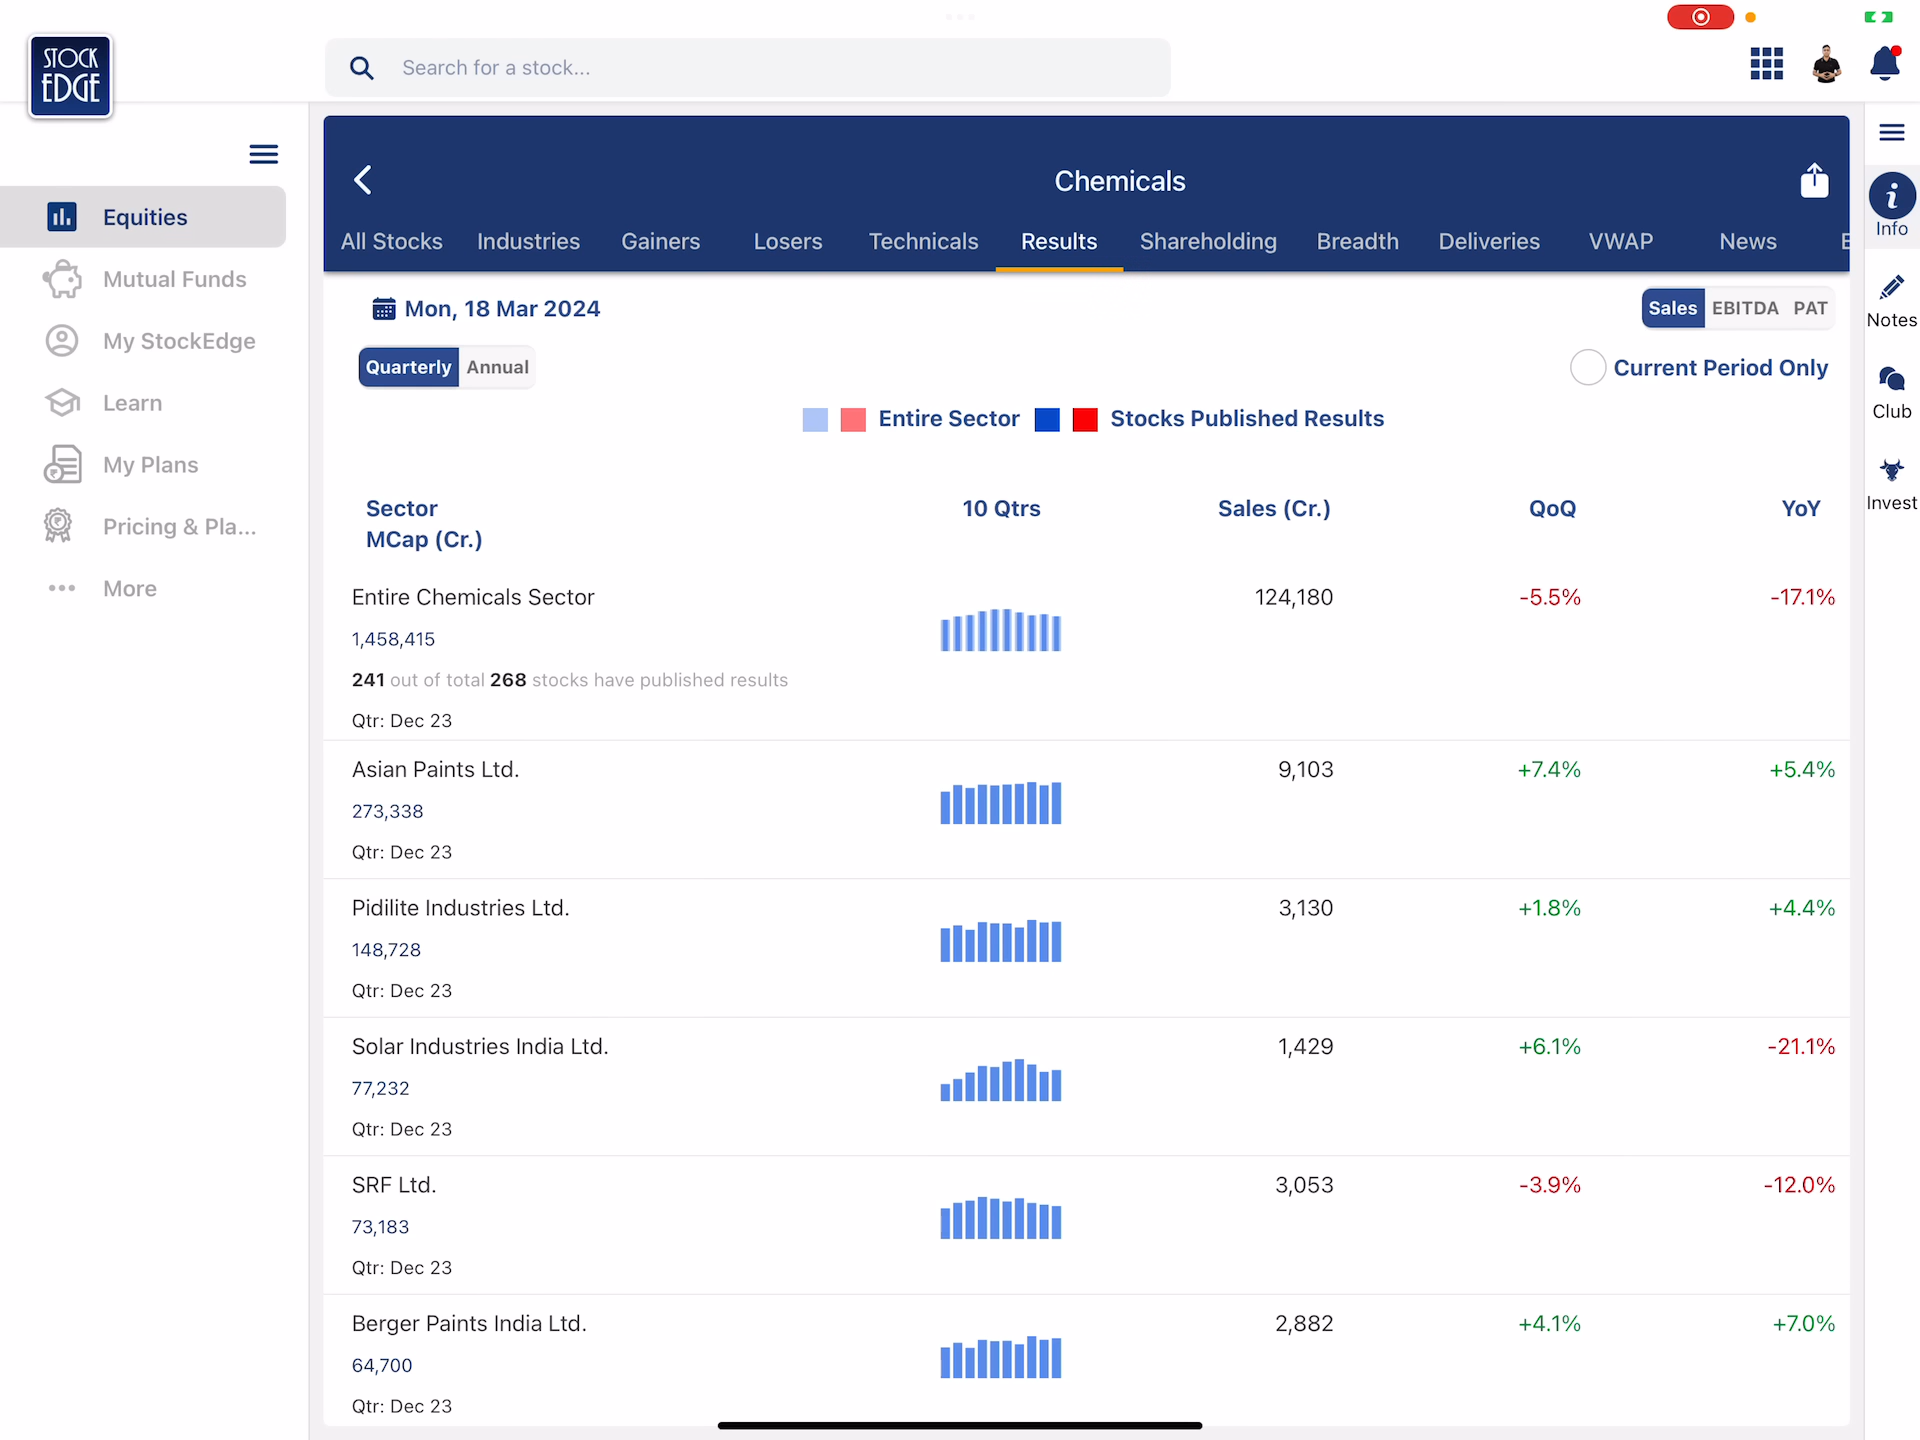 STOCK
EDGE
Search for a stock...
Chemicals
All Stocks Industries Gainers Losers Technicals Results Shareholding Breadth Deliveries VWAP News E
Equities
Mutual Funds
My StockEdge
Learn
My Plans
Pricing & Pla...
More
Mon, 18 Mar 2024
Sales EBITDA PAT
Quarterly Annual
Current Period Only
Entire Sector Stocks Published Results
Sector 10 Qtrs Sales (Cr.) QoQ YoY
MCap (Cr.)
Entire Chemicals Sector 124,180 -5.5% -17.1%
1,458,415
241 out of total 268 stocks have published results
Qtr: Dec 23
Asian Paints Ltd. 9,103 +7.4% +5.4%
273,338
Qtr: Dec 23
Pidilite Industries Ltd. 3,130 +1.8% +4.4%
148,728
Qtr: Dec 23
Solar Industries India Ltd. 1,429 +6.1% -21.1%
77,232
Qtr: Dec 23
SRF Ltd. 3,053 -3.9% -12.0%
73,183
Qtr: Dec 23
Berger Paints India Ltd. 2,882 +4.1% +7.0%
64,700
Qtr: Dec 23
Info
Notes
Club
Invest